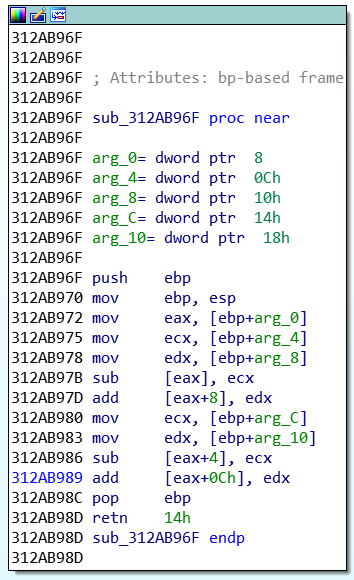 312AB96F
312AB96F
312AB96F ; Attributes: bp-based frame
312AB96F
312AB96F sub_312AB96F proc near
312AB96F
312AB96F arg_0= dword ptr  8
312AB96F arg_4= dword ptr  0Ch
312AB96F arg_8= dword ptr  10h
312AB96F arg_C= dword ptr  14h
312AB96F arg_10= dword ptr  18h
312AB96F
312AB96F push    ebp
312AB970 mov     ebp, esp
312AB972 mov     eax, [ebp+arg_0]
312AB975 mov     ecx, [ebp+arg_4]
312AB978 mov     edx, [ebp+arg_8]
312AB97B sub     [eax], ecx
312AB97D add     [eax+8], edx
312AB980 mov     ecx, [ebp+arg_C]
312AB983 mov     edx, [ebp+arg_10]
312AB986 sub     [eax+4], ecx
312AB989 add     [eax+0Ch], edx
312AB98C pop     ebp
312AB98D retn    14h
312AB98D sub_312AB96F endp
312AB98D